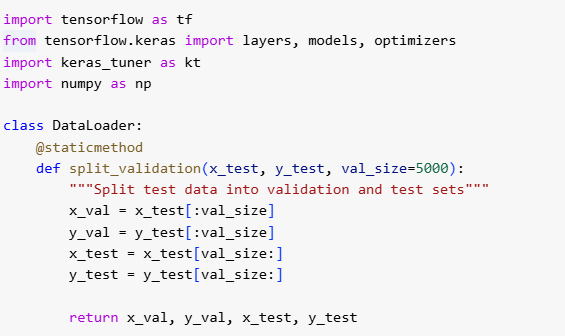 import tensorflow as tf
from tensorflow.keras import layers, models, optimizers
import keras_tuner as kt
import numpy as np

class DataLoader:
    @staticmethod
    def split_validation(x_test, y_test, val_size=5000):
        """Split test data into validation and test sets"""
        x_val = x_test[:val_size]
        y_val = y_test[:val_size]
        x_test = x_test[val_size:]
        y_test = y_test[val_size:]

        return x_val, y_val, x_test, y_test